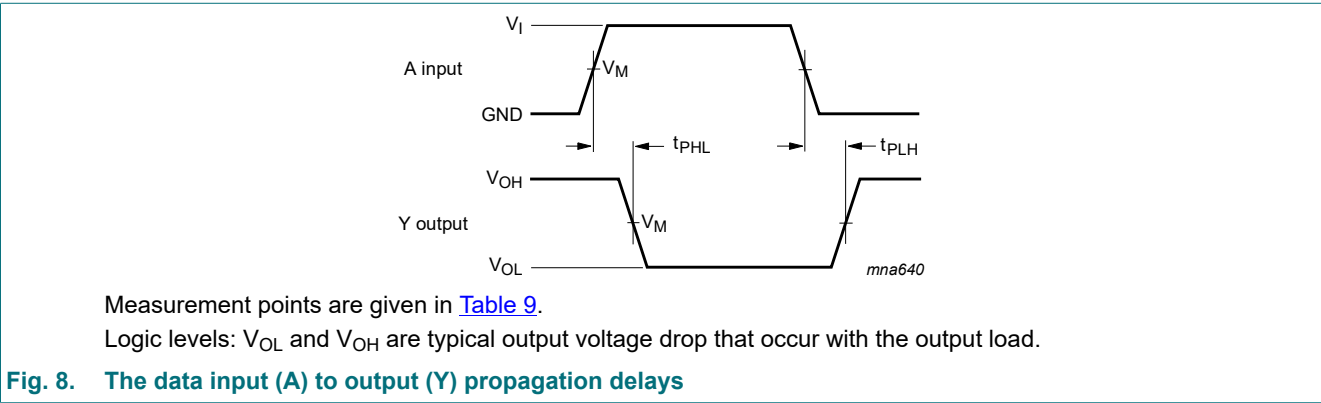 VI
A input
VM
GND
tPHL
tPLH
VOH
Y output
VM
VOL
mna640
Measurement points are given in Table 9.
Logic levels: VOL and VOH are typical output voltage drop that occur with the output load.
Fig. 8. The data input (A) to output (Y) propagation delays